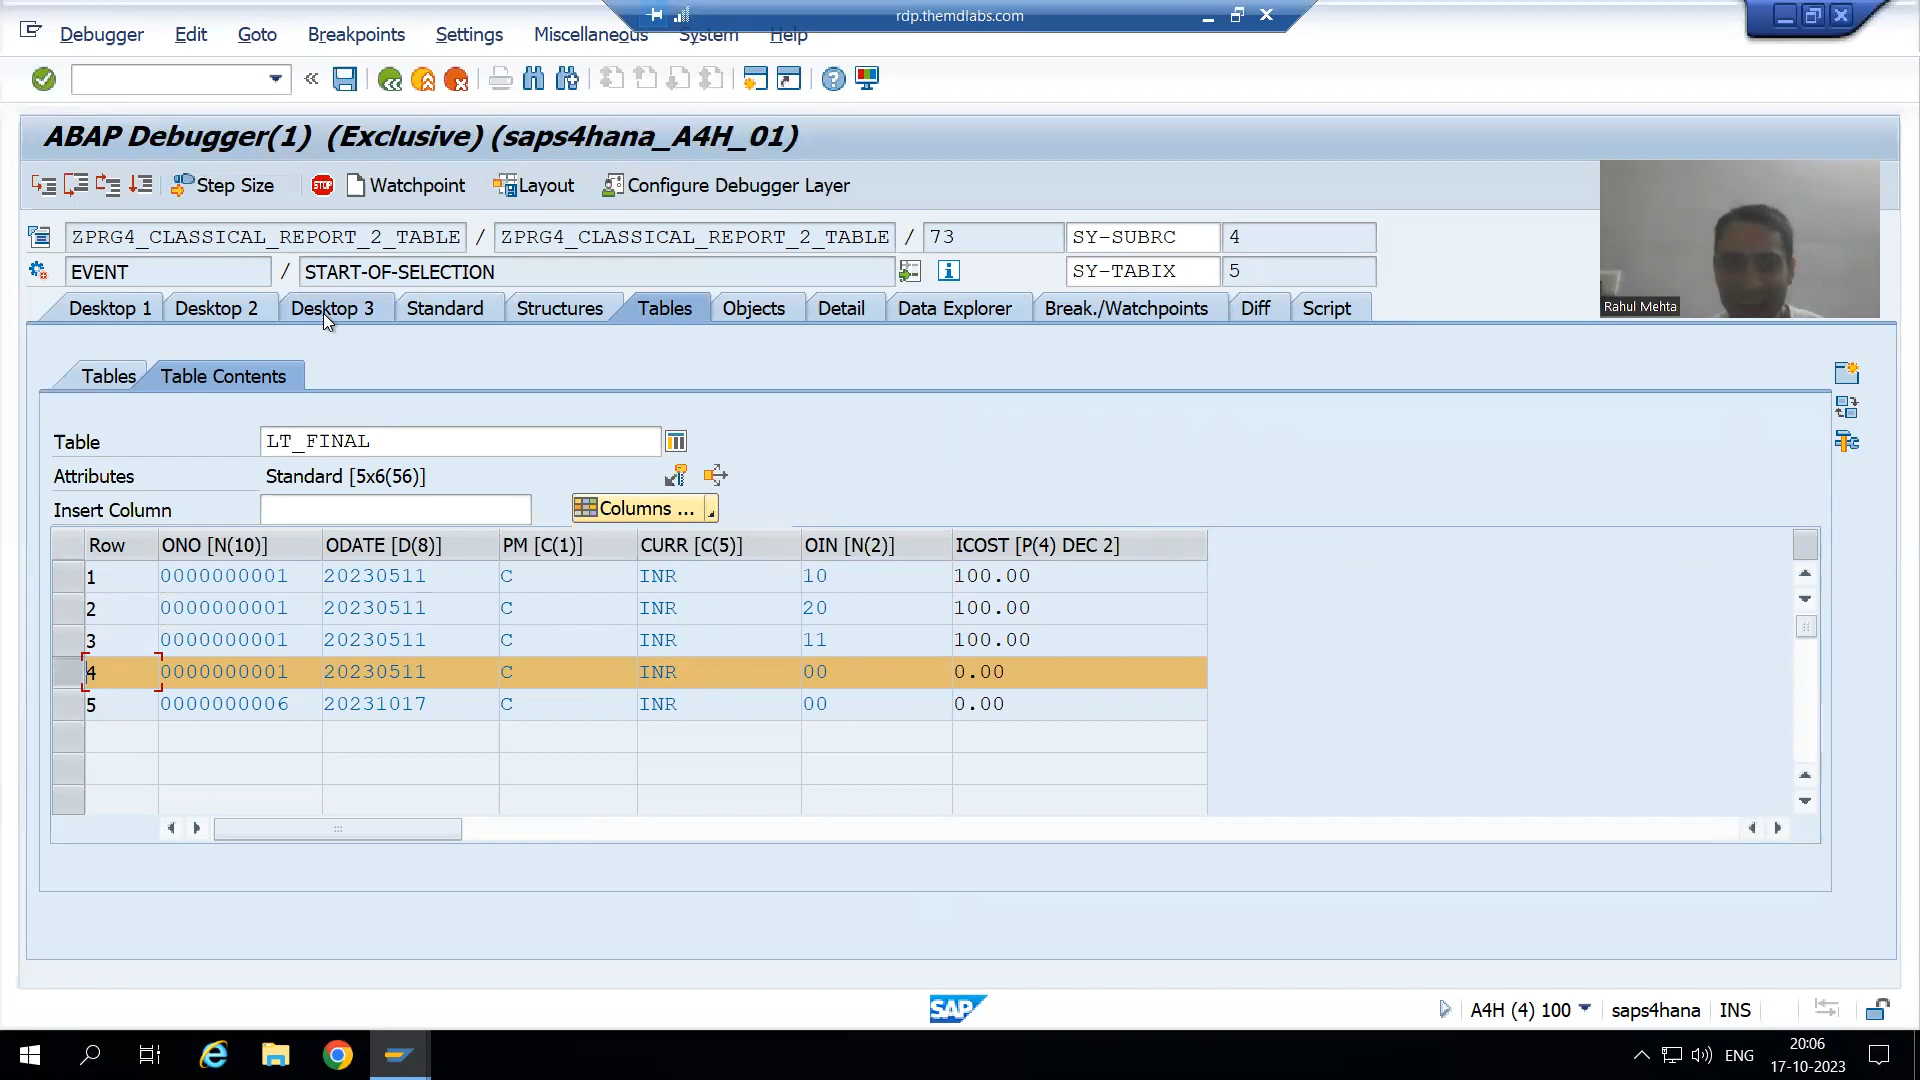 rdp.themdlabs.com
Debugger Edit Goto Breakpoints Settings Miscellaneous System Help
ABAP Debugger(1) (Exclusive) (saps4hana_A4H_01)
Step Size STOP Watchpoint Layout Configure Debugger Layer
ZPRG4_CLASSICAL_REPORT_2_TABLE / ZPRG4_CLASSICAL_REPORT_2_TABLE / 73 SY-SUBRC 4
EVENT / START-OF-SELECTION SY-TABIX 5
Rahul Mehta
Desktop 1 Desktop 2 Desktop 3 Standard Structures Tables Objects Detail Data Explorer Break./Watchpoints Diff Script
Tables Table Contents
Table LT_FINAL
Attributes Standard [5x6(56)]
Insert Column Columns ...
Row ONO [N(10)] ODATE [D(8)] PM [C(1)] CURR [C(5)] OIN [N(2)] ICOST [P(4) DEC 2]
1 0000000001 20230511 C INR 10 100.00
2 0000000001 20230511 C INR 20 100.00
3 0000000001 20230511 C INR 11 100.00
4 0000000001 20230511 C INR 00 0.00
5 0000000006 20231017 C INR 00 0.00
SAP A4H (4) 100 saps4hana INS
ENG 20:06
17-10-2023